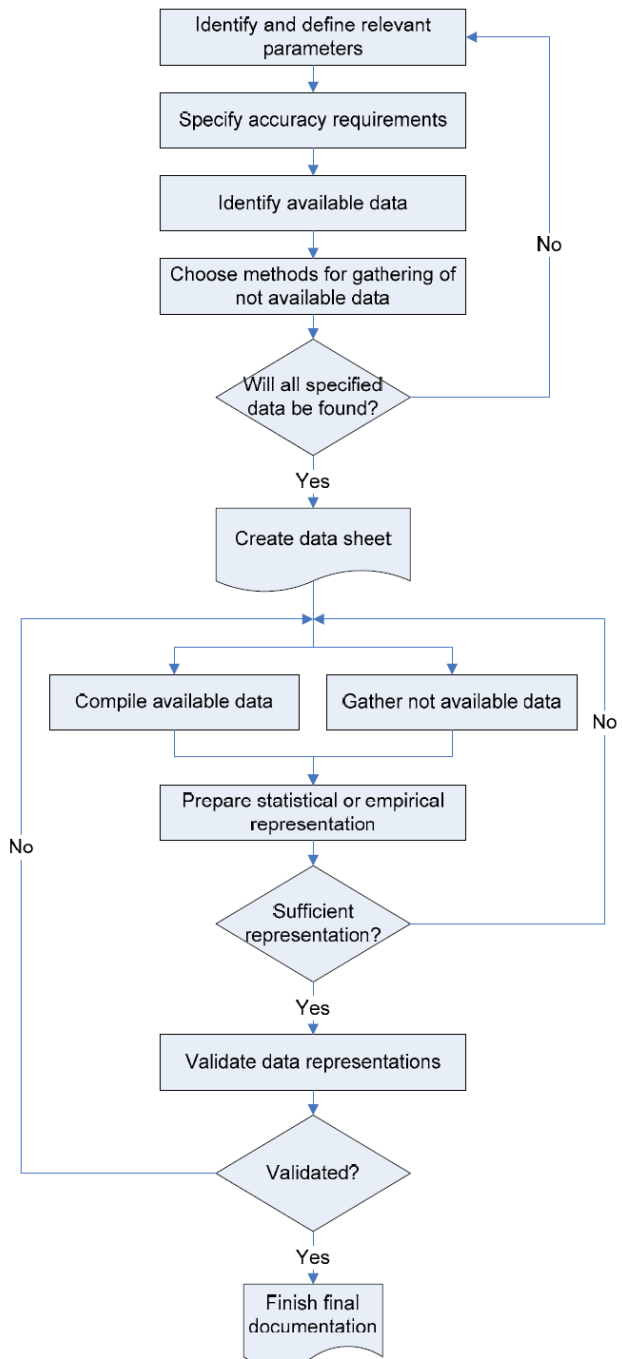 Identify and define relevant
parameters
Specify accuracy requirements
Identify available data
No
Choose methods for gathering of
not available data
Will all specified
data be found?
Yes
Create data sheet
Compile available data
Gather not available data
No
Prepare statistical or empirical
representation
No
Sufficient
representation?
Yes
Validate data representations
Validated?
Yes
Finish final
documentation